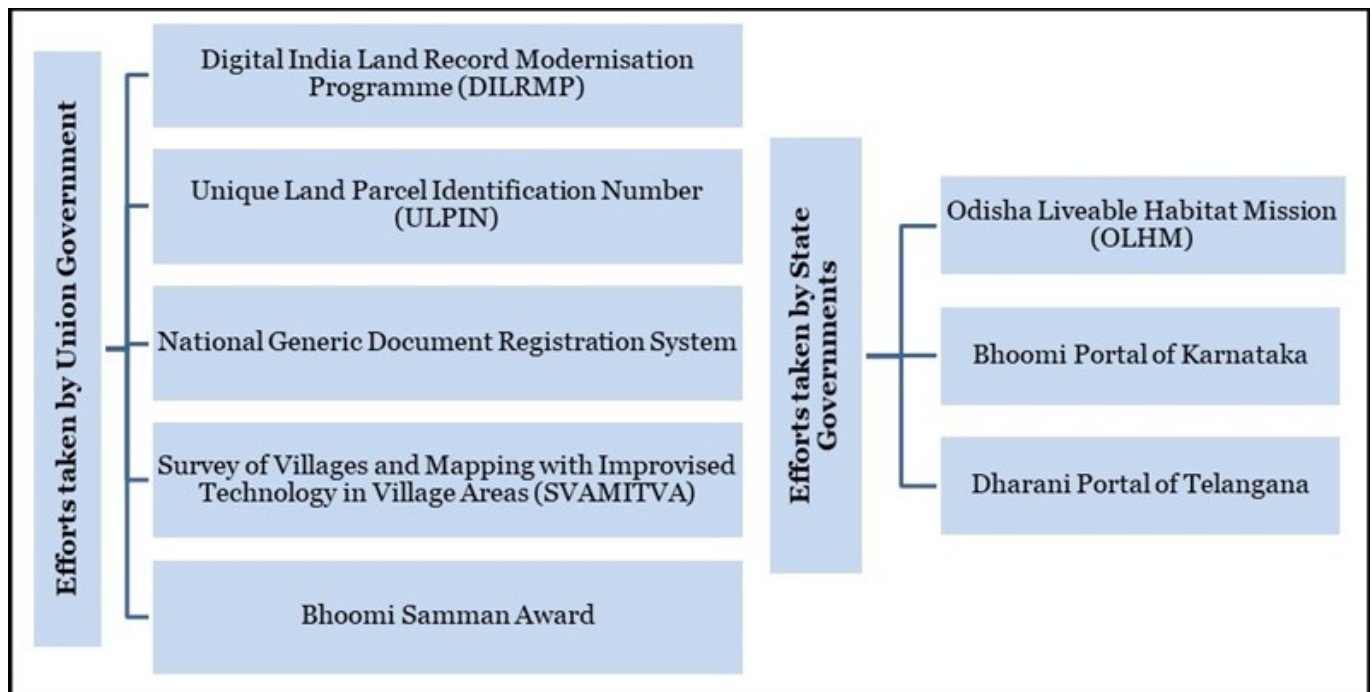 Efforts taken by Union Government
Digital India Land Record Modernisation
Programme (DILRMP)
Unique Land Parcel Identification Number
(ULPIN)
National Generic Document Registration System
Survey of Villages and Mapping with Improvised
Technology in Village Areas (SVAMITVA)
Bhoomi Samman Award
Efforts taken by State
Governments
Odisha Liveable Habitat Mission
(OLHM)
Bhoomi Portal of Karnataka
Dharani Portal of Telangana